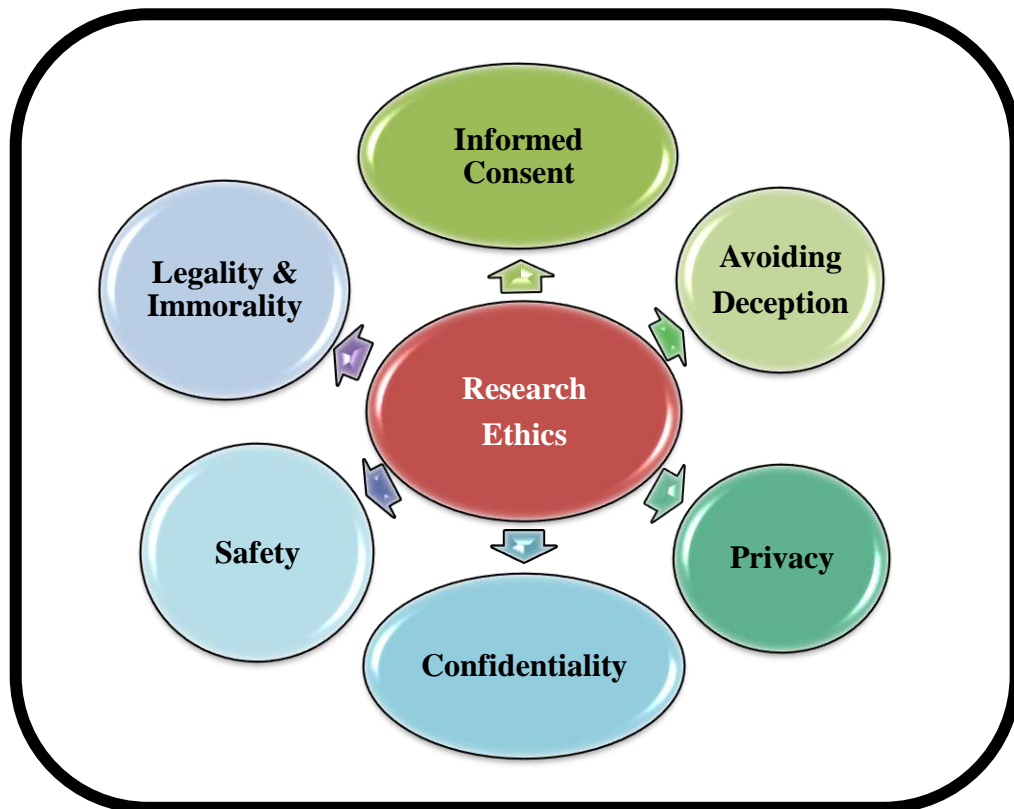 Informed
Consent
Legality &
Immorality
Avoiding
Deception
Research
Ethics
Safety
Privacy
Confidentiality